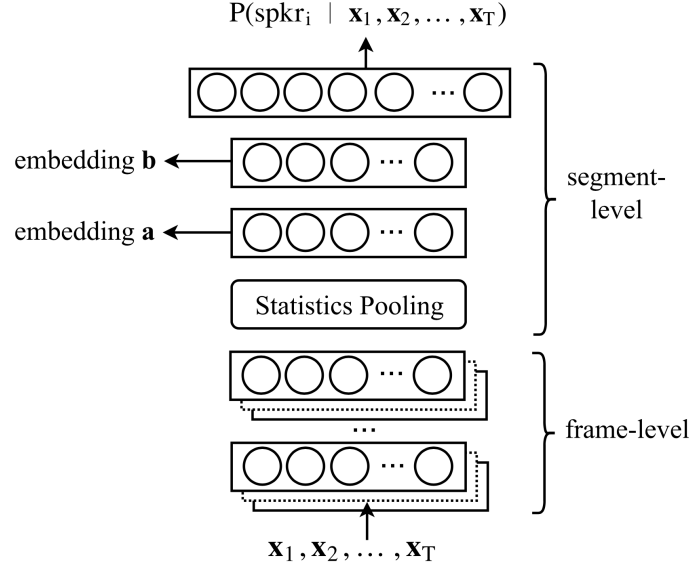 P(spkr_i | x_1, x_2, ..., x_T)
...
embedding b
...
segment-
level
embedding a
...
Statistics Pooling
...
...
frame-level
...
x_1, x_2, ..., x_T